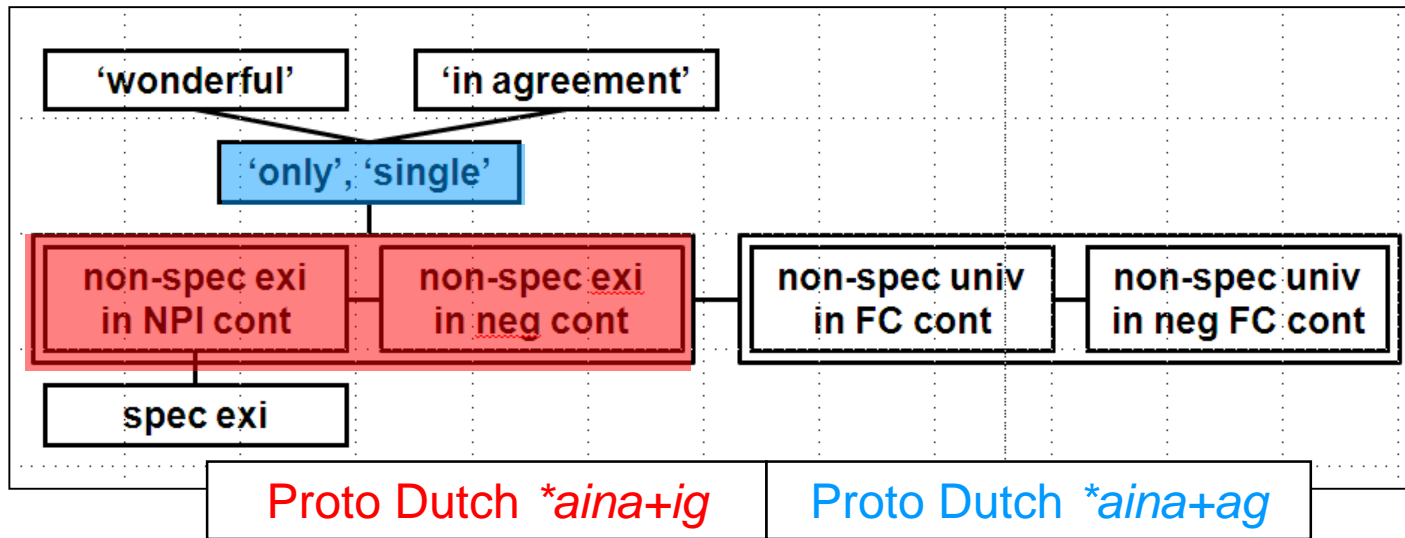 ‘wonderful’
‘in agreement’
‘only’, ‘single’
non-spec exi
in NPI cont
non-spec exi
in neg cont
non-spec univ
in FC cont
non-spec univ
in neg FC cont
spec exi
Proto Dutch *aina+ig
Proto Dutch *aina+ag